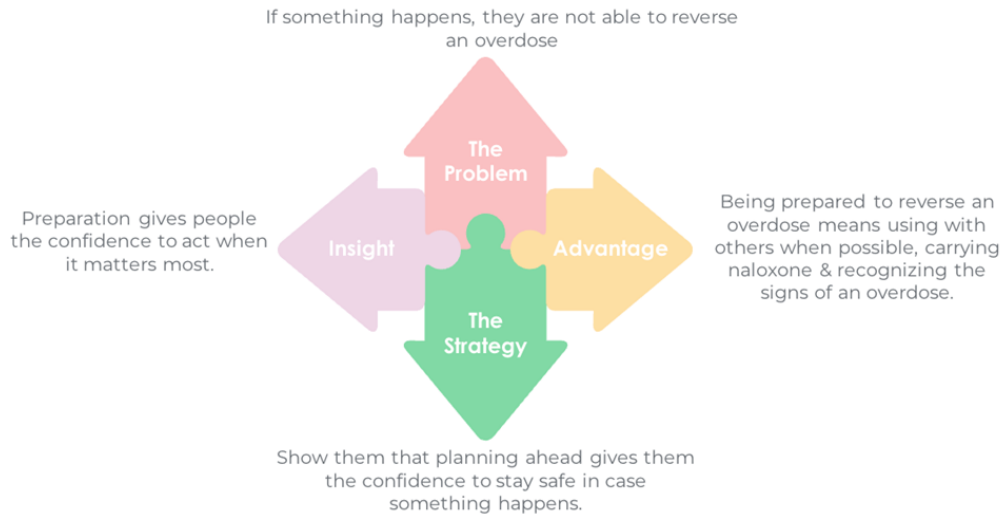 If something happens, they are not able to reverse
an overdose
The
Problem
Preparation gives people
the confidence to act when
it matters most.
Insight
Advantage
Being prepared to reverse an
overdose means using with
others when possible, carrying
naloxone & recognizing the
signs of an overdose.
The
Strategy
Show them that planning ahead gives them
the confidence to stay safe in case
something happens.